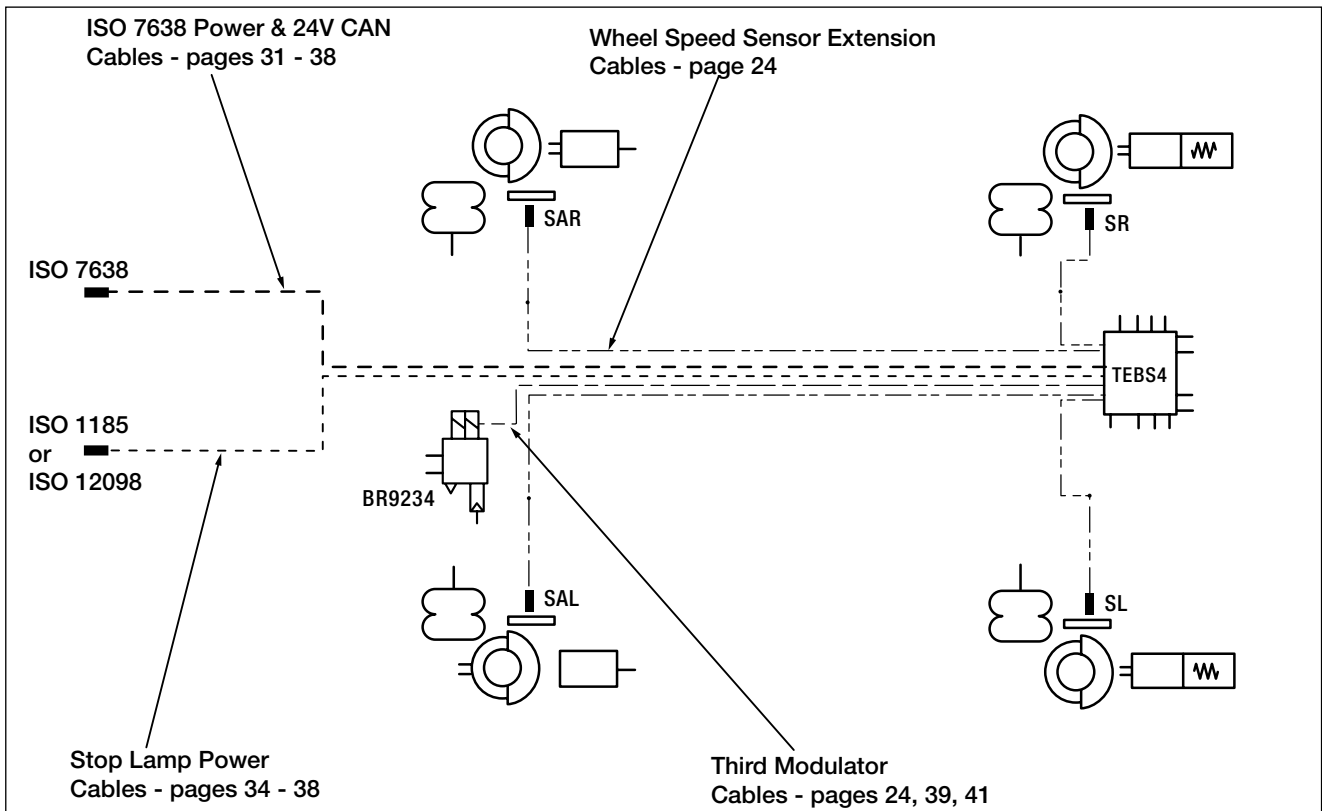 ISO 7638 Power & 24V CAN
Cables - pages 31 - 38
Wheel Speed Sensor Extension
Cables - page 24
SAR
SR
ISO 7638
TEBS4
ISO 1185
or
ISO 12098
BR9234
SAL
SL
Stop Lamp Power
Cables - pages 34 - 38
Third Modulator
Cables - pages 24, 39, 41